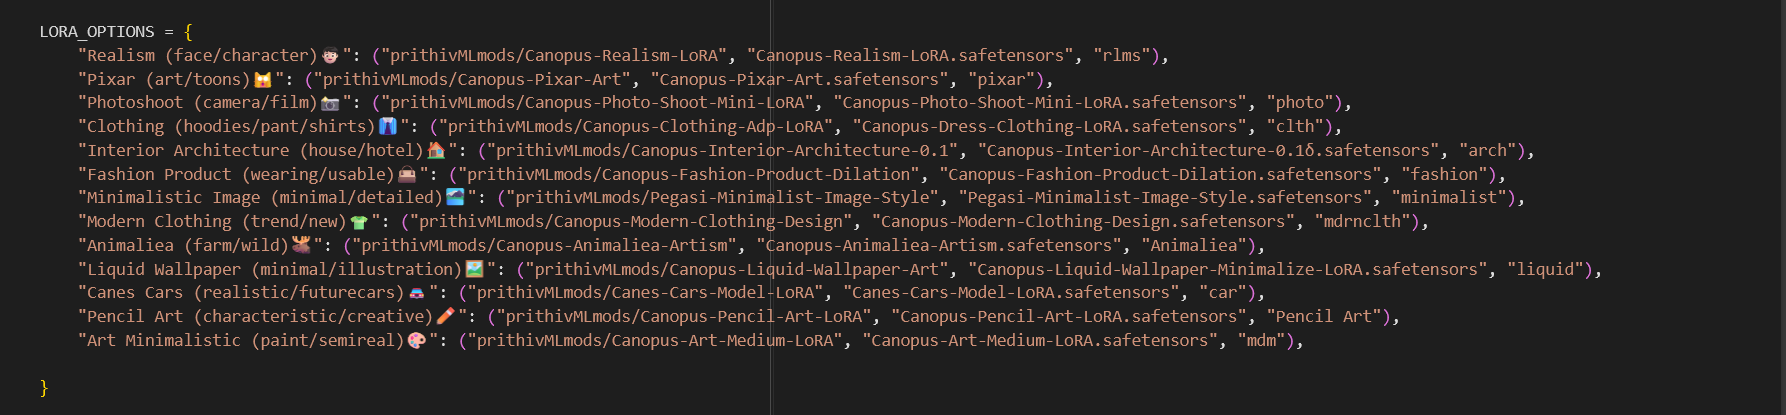 LORA_OPTIONS = {
    "Realism (face/character)👦🏻": ("prithivMLmods/Canopus-Realism-LoRA", "Canopus-Realism-LoRA.safetensors", "rlms"),
    "Pixar (art/toons)🙀": ("prithivMLmods/Canopus-Pixar-Art", "Canopus-Pixar-Art.safetensors", "pixar"),
    "Photoshoot (camera/film)📸": ("prithivMLmods/Canopus-Photo-Shoot-Mini-LoRA", "Canopus-Photo-Shoot-Mini-LoRA.safetensors", "photo"),
    "Clothing (hoodies/pant/shirts)👔": ("prithivMLmods/Canopus-Clothing-Adp-LoRA", "Canopus-Dress-Clothing-LoRA.safetensors", "clth"),
    "Interior Architecture (house/hotel)🏠": ("prithivMLmods/Canopus-Interior-Architecture-0.1", "Canopus-Interior-Architecture-0.1δ.safetensors", "arch"),
    "Fashion Product (wearing/usable)👜": ("prithivMLmods/Canopus-Fashion-Product-Dilation", "Canopus-Fashion-Product-Dilation.safetensors", "fashion"),
    "Minimalistic Image (minimal/detailed)🏞️": ("prithivMLmods/Pegasi-Minimalist-Image-Style", "Pegasi-Minimalist-Image-Style.safetensors", "minimalist"),
    "Modern Clothing (trend/new)👕": ("prithivMLmods/Canopus-Modern-Clothing-Design", "Canopus-Modern-Clothing-Design.safetensors", "mdrnclth"),
    "Animaliea (farm/wild)🫎": ("prithivMLmods/Canopus-Animaliea-Artism", "Canopus-Animaliea-Artism.safetensors", "Animaliea"),
    "Liquid Wallpaper (minimal/illustration)🖼️": ("prithivMLmods/Canopus-Liquid-Wallpaper-Art", "Canopus-Liquid-Wallpaper-Minimalize-LoRA.safetensors", "liquid"),
    "Canes Cars (realistic/futurecars)🚘": ("prithivMLmods/Canes-Cars-Model-LoRA", "Canes-Cars-Model-LoRA.safetensors", "car"),
    "Pencil Art (characteristic/creative)✏️": ("prithivMLmods/Canopus-Pencil-Art-LoRA", "Canopus-Pencil-Art-LoRA.safetensors", "Pencil Art"),
    "Art Minimalistic (paint/semireal)🎨": ("prithivMLmods/Canopus-Art-Medium-LoRA", "Canopus-Art-Medium-LoRA.safetensors", "mdm"),
}